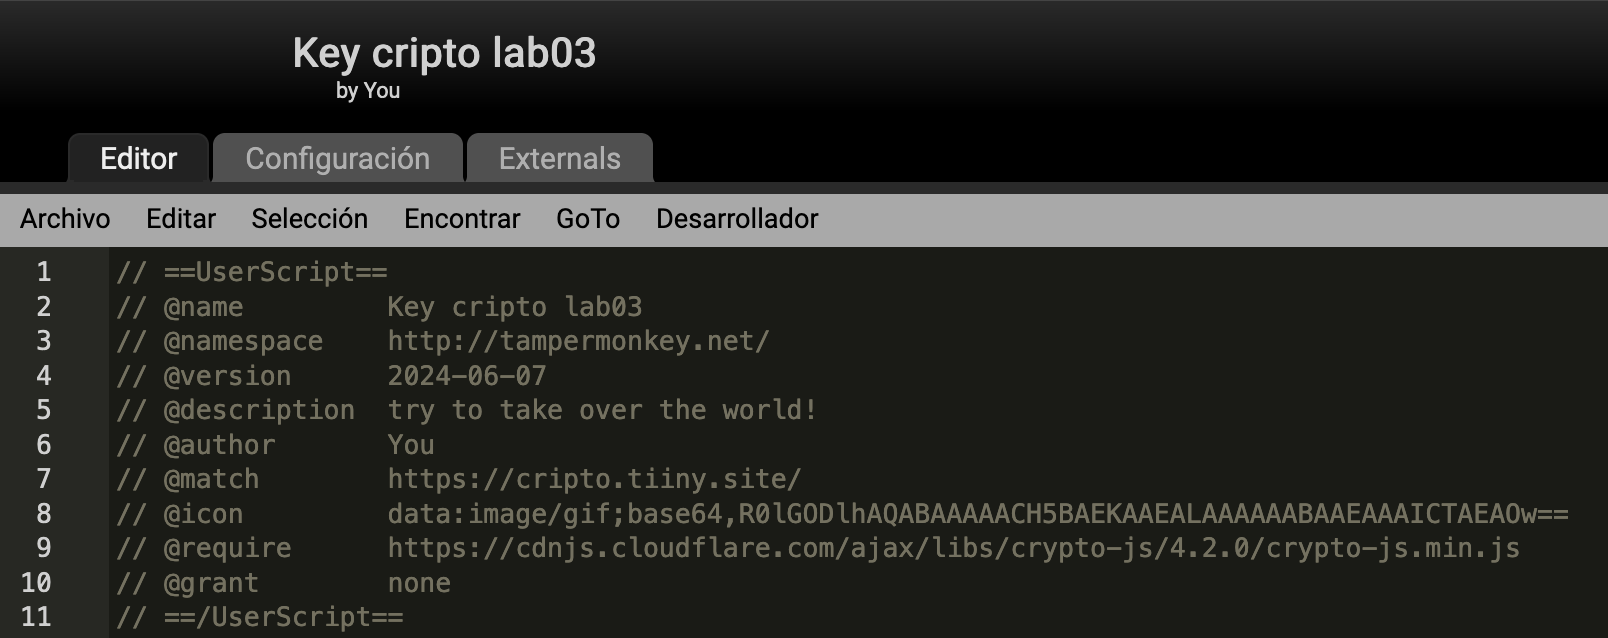 Key cripto lab03
by You
Editor Configuración Externals
Archivo Editar Selección Encontrar GoTo Desarrollador
1 // ==UserScript==
2 // @name         Key cripto lab03
3 // @namespace    http://tampermonkey.net/
4 // @version      2024-06-07
5 // @description  try to take over the world!
6 // @author       You
7 // @match        https://cripto.tiiny.site/
8 // @icon         data:image/gif;base64,R0lGODlhAQABAAAAACH5BAEKAAEALAAAAAABAAEAAAICTAEAOw==
9 // @require      https://cdnjs.cloudflare.com/ajax/libs/crypto-js/4.2.0/crypto-js.min.js
10 // @grant        none
11 // ==/UserScript==